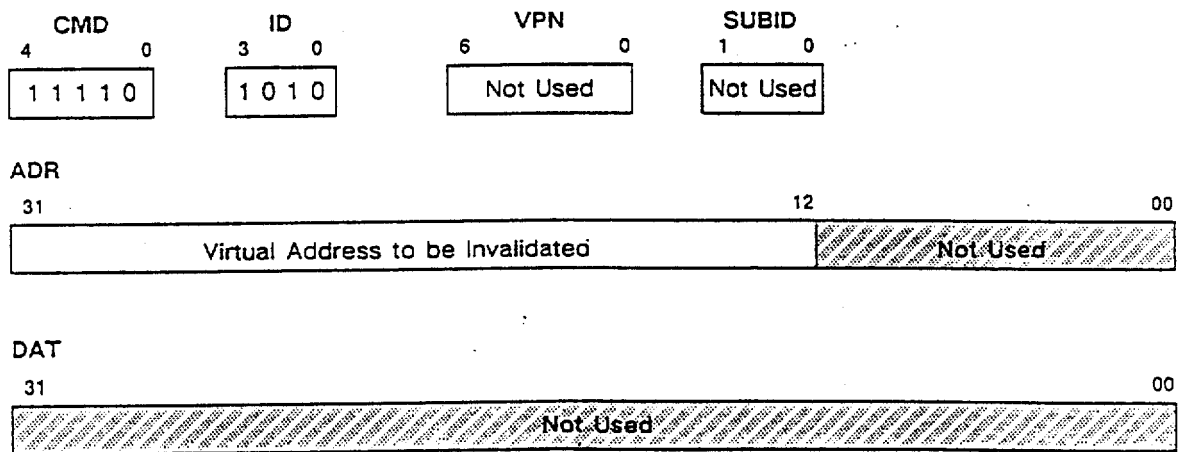 CMD ID VPN SUBID
4 0 3 0 6 0 1 0
1 1 1 1 0 1 0 1 0 Not Used Not Used
ADR
31 12 00
Virtual Address to be Invalidated Not Used
DAT
31 00
Not Used